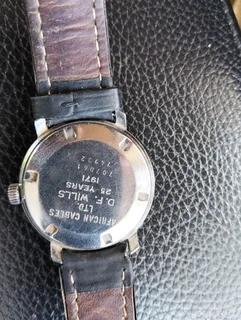 AFRICAN CABLES
LTD.
D. F. WILLS
25 YEARS
1971